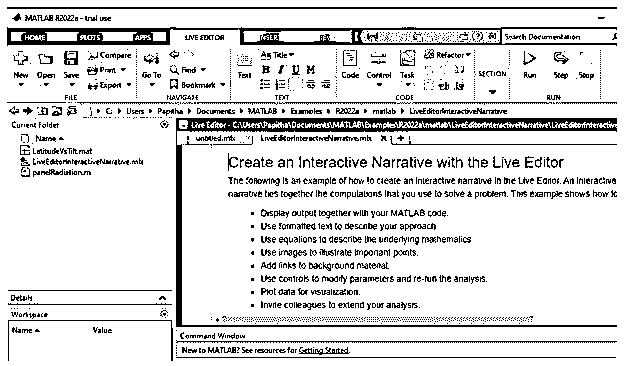 MATLAB R2022a - trial use
HOME PLOTS APPS LIVE EDITOR Search Documentation
New Open Save Compare Print Export Go To Find Bookmark Text Title B I U M Code Control Task Refactor SECTION Run Step Stop
FILE NAVIGATE TEXT CODE RUN
C: Users Papitha Documents MATLAB Examples R2022a matlab LiveEditorInteractiveNarrative
Current Folder
Name
LatitudeVsTilt.mat
LiveEditorInteractiveNarrative.mlx
panelRadiation.m
Details
Workspace
Name Value
Live Editor - C:\Users\Papitha\Documents\MATLAB\Examples\R2022a\matlab\LiveEditorInteractiveNarrative\LiveEditorInteractive
untitled.mlx LiveEditorInteractiveNarrative.mlx
Create an Interactive Narrative with the Live Editor
The following is an example of how to create an interactive narrative in the Live Editor. An interactive
narrative ties together the computations that you use to solve a problem. This example shows how to
• Display output together with your MATLAB code.
• Use formatted text to describe your approach
• Use equations to describe the underlying mathematics
• Use images to illustrate important points.
• Add links to background material.
• Use controls to modify parameters and re-run the analysis.
• Plot data for visualization.
• Invite colleagues to extend your analysis.
Command Window
New to MATLAB? See resources for Getting Started.